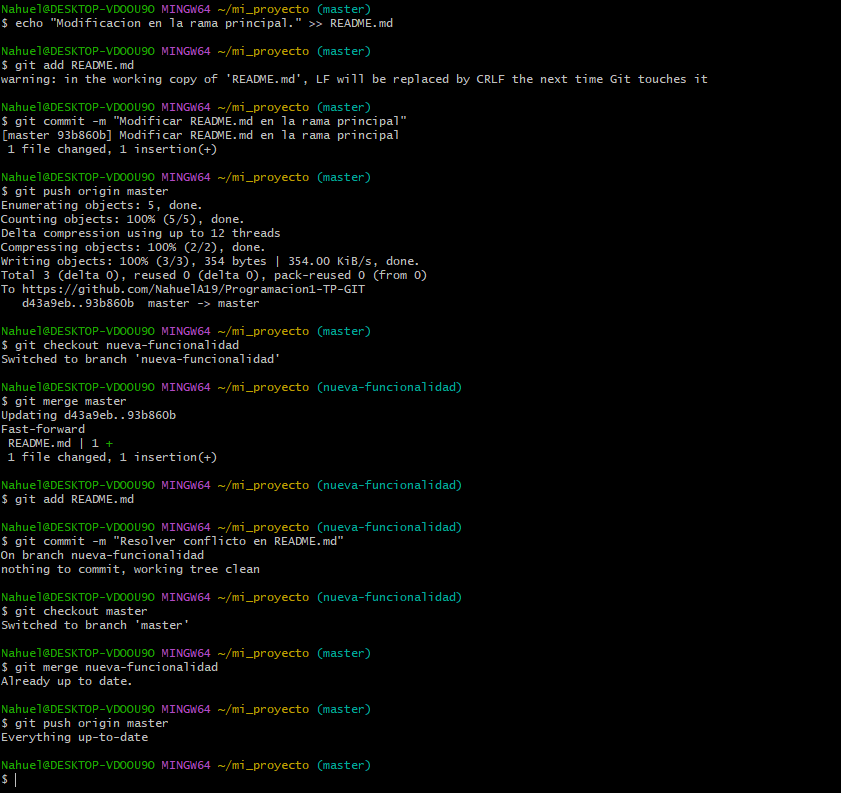 Nahuel@DESKTOP-VDOOU9O MINGW64 ~/mi_proyecto (master)
$ echo "Modificacion en la rama principal." >> README.md
Nahuel@DESKTOP-VDOOU9O MINGW64 ~/mi_proyecto (master)
$ git add README.md
warning: in the working copy of 'README.md', LF will be replaced by CRLF the next time Git touches it
Nahuel@DESKTOP-VDOOU9O MINGW64 ~/mi_proyecto (master)
$ git commit -m "Modificar README.md en la rama principal"
[master 93b860b] Modificar README.md en la rama principal
 1 file changed, 1 insertion(+)
Nahuel@DESKTOP-VDOOU9O MINGW64 ~/mi_proyecto (master)
$ git push origin master
Enumerating objects: 5, done.
Counting objects: 100% (5/5), done.
Delta compression using up to 12 threads
Compressing objects: 100% (2/2), done.
Writing objects: 100% (3/3), 354 bytes | 354.00 KiB/s, done.
Total 3 (delta 0), reused 0 (delta 0), pack-reused 0 (from 0)
To https://github.com/NahuelA19/Programacion1-TP-GIT
   d43a9eb..93b860b  master -> master
Nahuel@DESKTOP-VDOOU9O MINGW64 ~/mi_proyecto (master)
$ git checkout nueva-funcionalidad
Switched to branch 'nueva-funcionalidad'
Nahuel@DESKTOP-VDOOU9O MINGW64 ~/mi_proyecto (nueva-funcionalidad)
$ git merge master
Updating d43a9eb..93b860b
Fast-forward
 README.md | 1 +
 1 file changed, 1 insertion(+)
Nahuel@DESKTOP-VDOOU9O MINGW64 ~/mi_proyecto (nueva-funcionalidad)
$ git add README.md
Nahuel@DESKTOP-VDOOU9O MINGW64 ~/mi_proyecto (nueva-funcionalidad)
$ git commit -m "Resolver conflicto en README.md"
On branch nueva-funcionalidad
nothing to commit, working tree clean
Nahuel@DESKTOP-VDOOU9O MINGW64 ~/mi_proyecto (nueva-funcionalidad)
$ git checkout master
Switched to branch 'master'
Nahuel@DESKTOP-VDOOU9O MINGW64 ~/mi_proyecto (master)
$ git merge nueva-funcionalidad
Already up to date.
Nahuel@DESKTOP-VDOOU9O MINGW64 ~/mi_proyecto (master)
$ git push origin master
Everything up-to-date
Nahuel@DESKTOP-VDOOU9O MINGW64 ~/mi_proyecto (master)
$